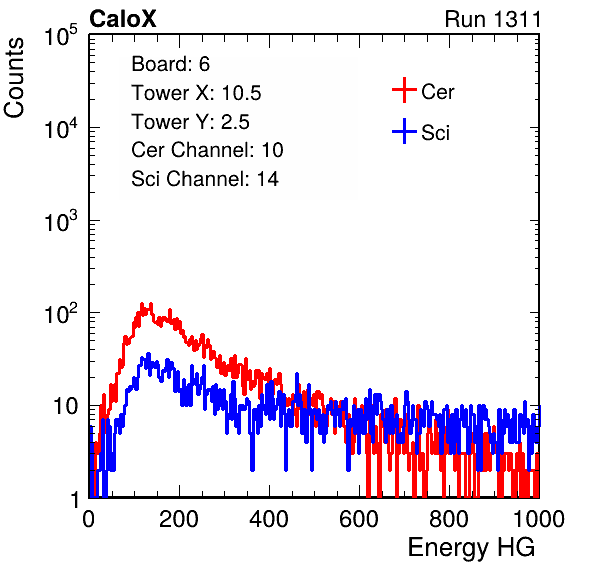 CaloX Run 1311
Counts
10^5
10^4
10^3
10^2
10
1
Board: 6
Tower X: 10.5
Tower Y: 2.5
Cer Channel: 10
Sci Channel: 14
Cer
Sci
0 200 400 600 800 1000
Energy HG